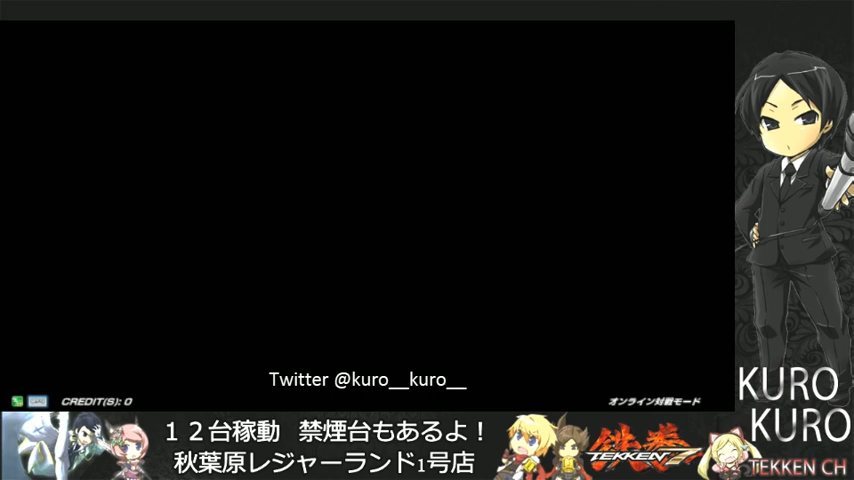 Twitter @kuro__kuro__
CREDIT(S): 0
オンライン対戦モード
１２台稼動　禁煙台もあるよ！
秋葉原レジャーランド1号店
鉄拳
TEKKEN 7
KURO
KURO
TEKKEN CH